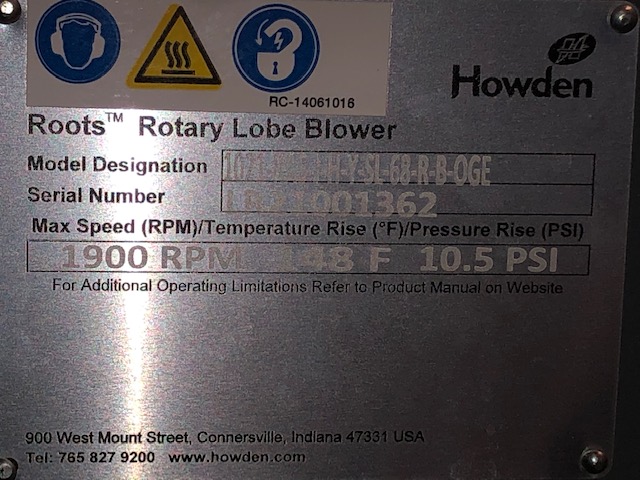 RC-14061016
Howden
Roots™ Rotary Lobe Blower
Model Designation
Serial Number
Max Speed (RPM)/Temperature Rise (°F)/Pressure Rise (PSI)
1900 RPM F 10.5 PSI
For Additional Operating Limitations Refer to Product Manual on Website
900 West Mount Street, Connersville, Indiana 47331 USA
Tel: 765 827 9200 www.howden.com